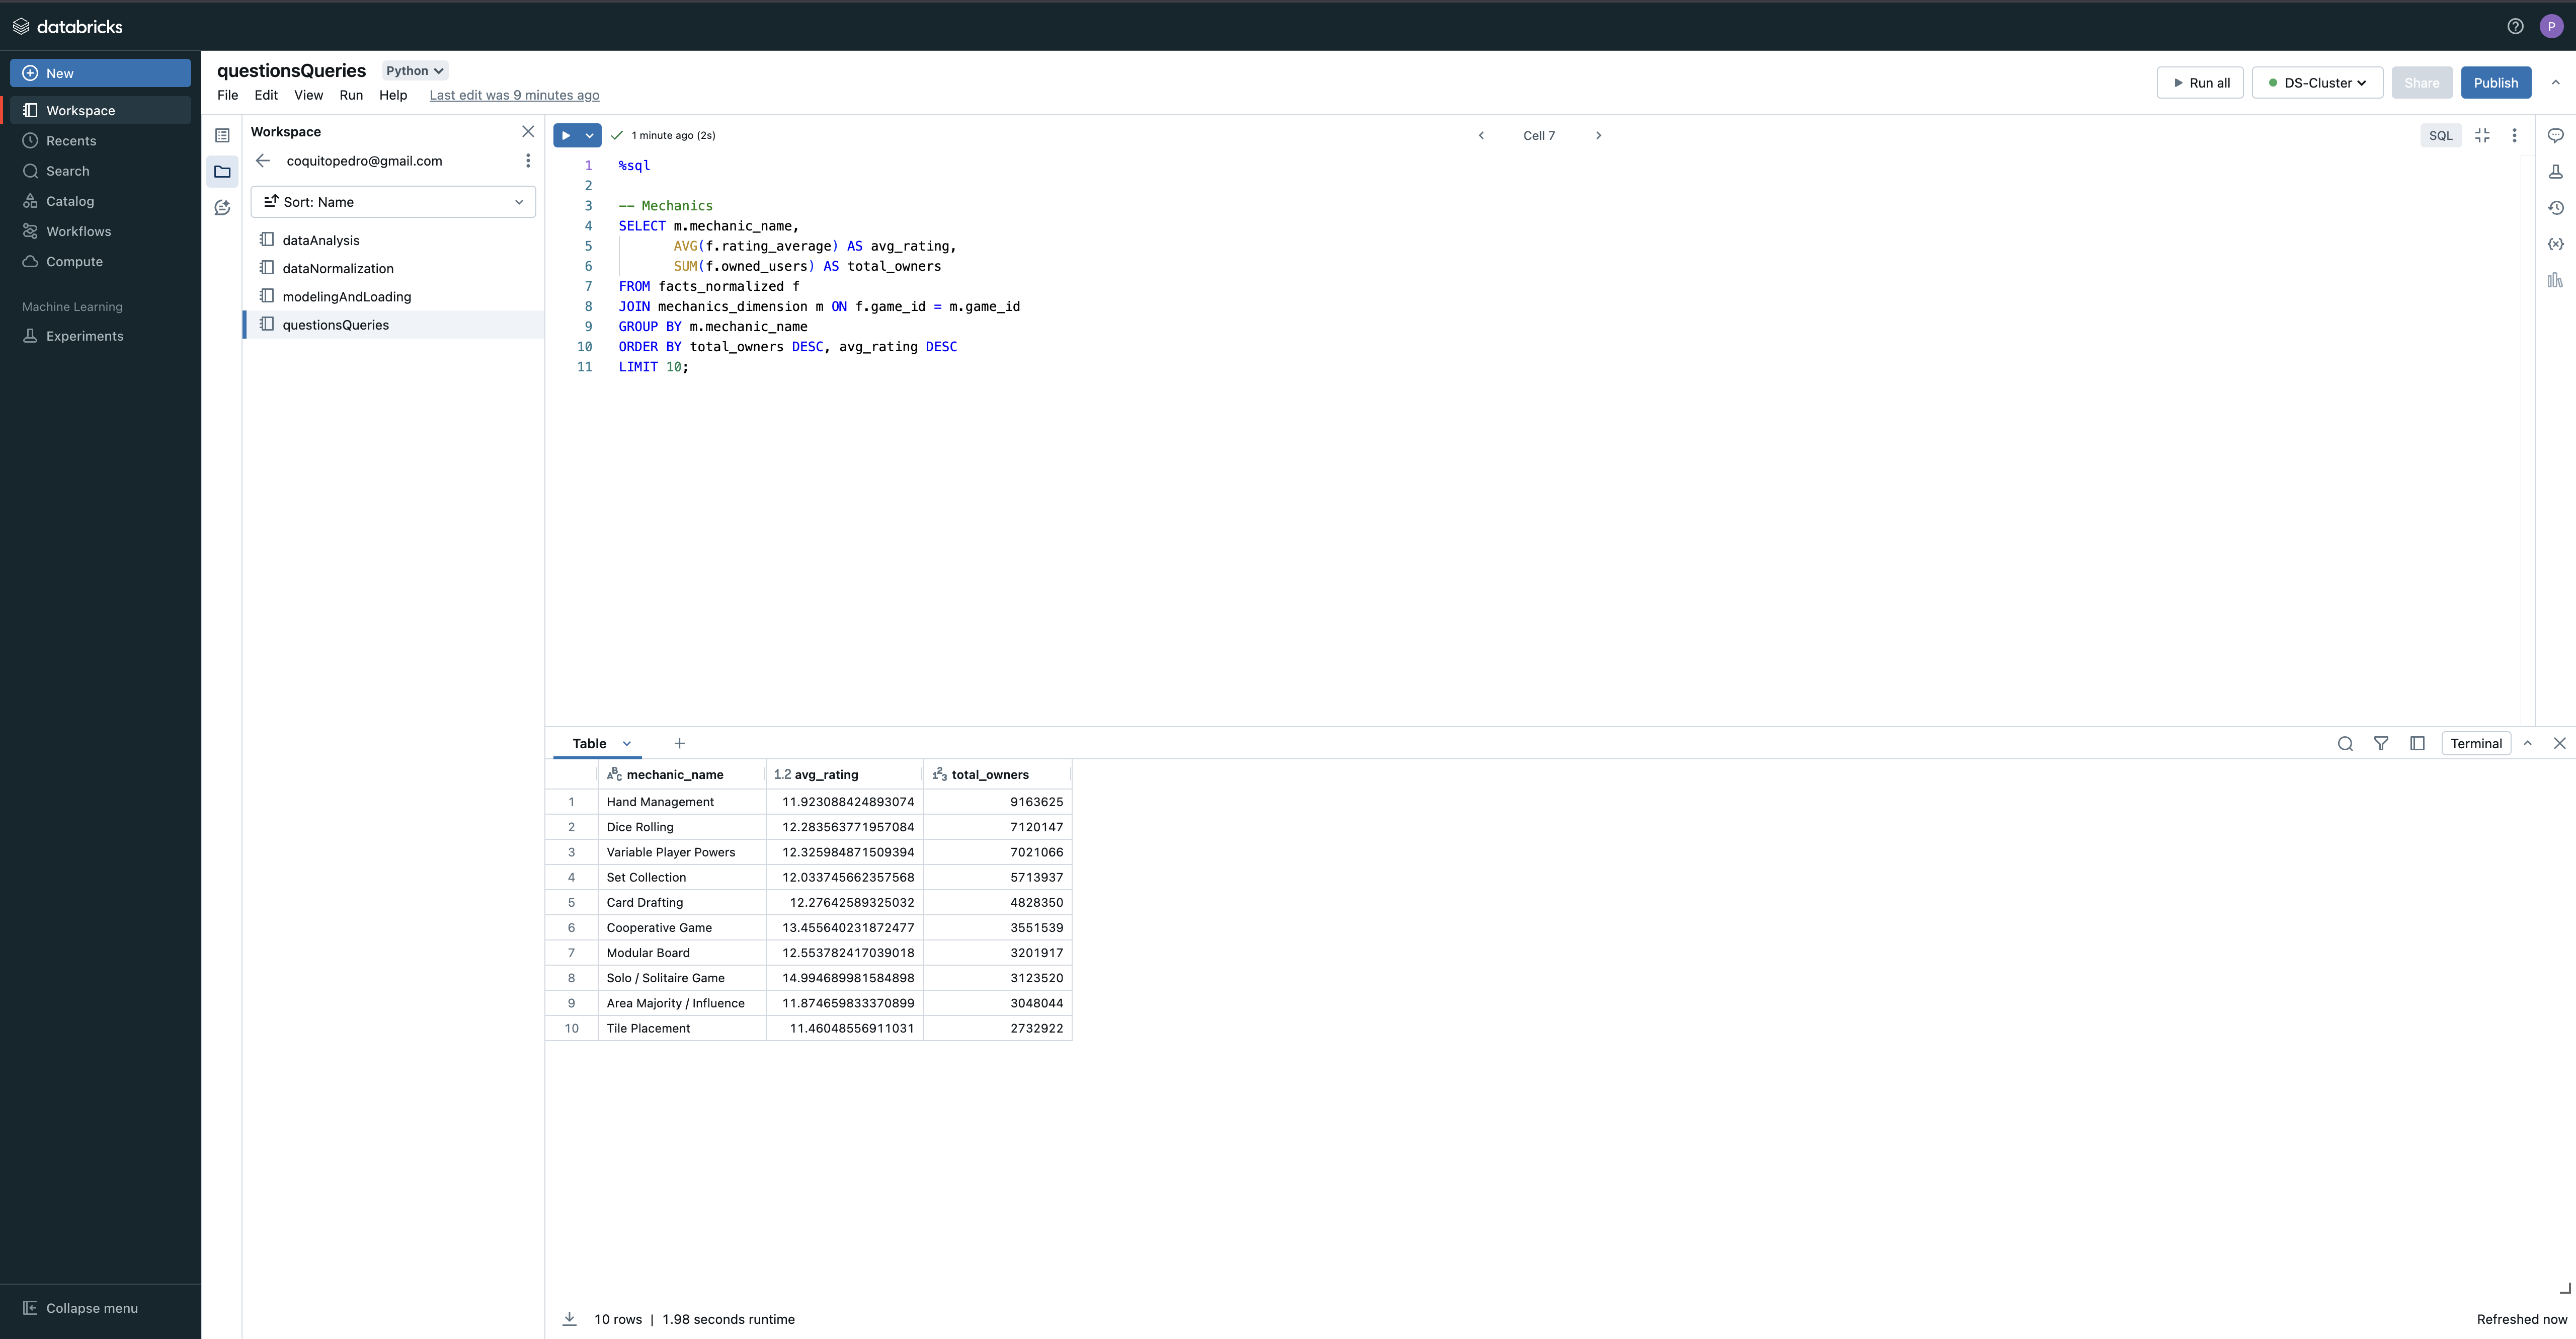 databricks
P
New
Workspace
Recents
Search
Catalog
Workflows
Compute
Machine Learning
Experiments
Collapse menu
questionsQueries Python
File Edit View Run Help Last edit was 9 minutes ago
Run all DS-Cluster Share Publish
Workspace
coquitopedro@gmail.com
Sort: Name
dataAnalysis
dataNormalization
modelingAndLoading
questionsQueries
1 minute ago (2s) Cell 7 SQL
1 %sql
2
3 -- Mechanics
4 SELECT m.mechanic_name,
5 AVG(f.rating_average) AS avg_rating,
6 SUM(f.owned_users) AS total_owners
7 FROM facts_normalized f
8 JOIN mechanics_dimension m ON f.game_id = m.game_id
9 GROUP BY m.mechanic_name
10 ORDER BY total_owners DESC, avg_rating DESC
11 LIMIT 10;
Table + Terminal
ABC mechanic_name 1.2 avg_rating 123 total_owners
1 Hand Management 11.923088424893074 9163625
2 Dice Rolling 12.283563771957084 7120147
3 Variable Player Powers 12.325984871509394 7021066
4 Set Collection 12.033745662357568 5713937
5 Card Drafting 12.27642589325032 4828350
6 Cooperative Game 13.455640231872477 3551539
7 Modular Board 12.553782417039018 3201917
8 Solo / Solitaire Game 14.994689981584898 3123520
9 Area Majority / Influence 11.874659833370899 3048044
10 Tile Placement 11.46048556911031 2732922
10 rows | 1.98 seconds runtime
Refreshed now